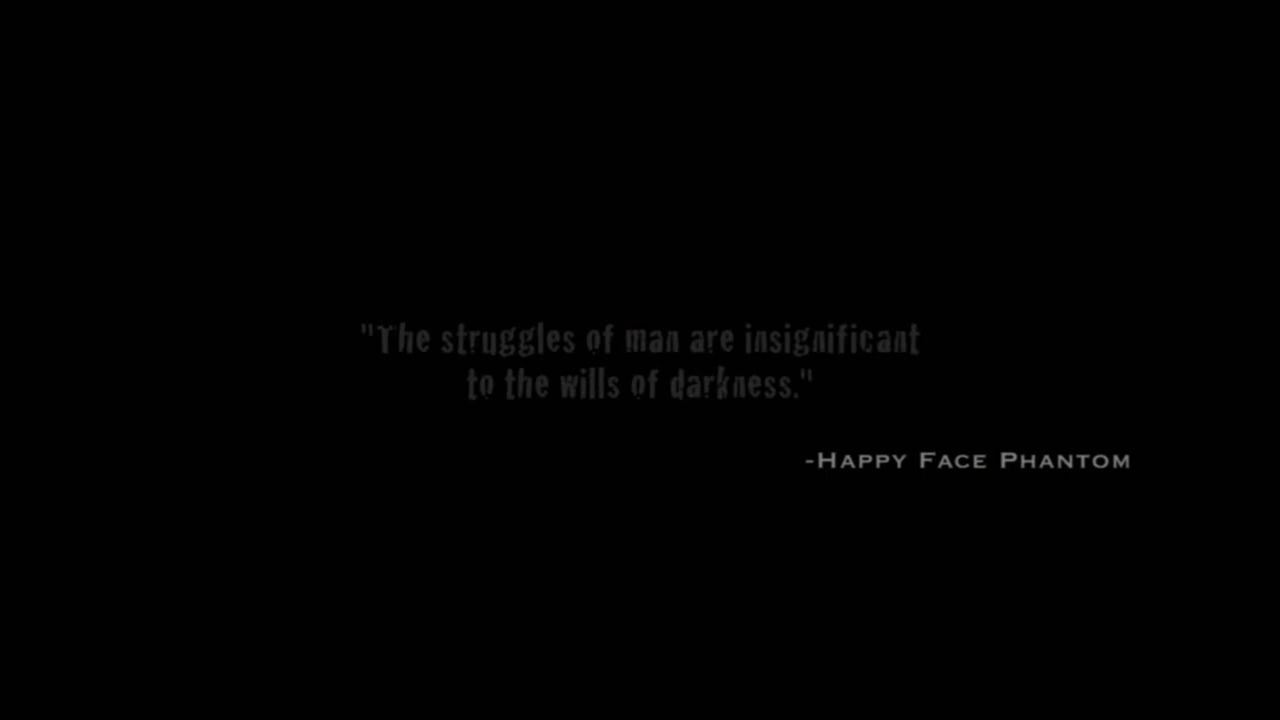 "The struggles of man are insignificant
to the wills of darkness."
-Happy Face Phantom